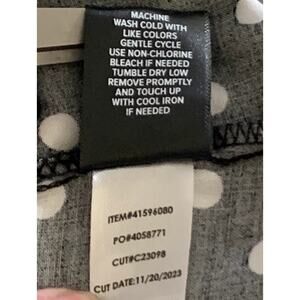 MACHINE
WASH COLD WITH
LIKE COLORS
GENTLE CYCLE
USE NON-CHLORINE
BLEACH IF NEEDED
TUMBLE DRY LOW
REMOVE PROMPTLY
AND TOUCH UP
WITH COOL IRON
IF NEEDED
ITEM#41596080
PO#4058771
CUT#C23098
CUT DATE:11/20/2023